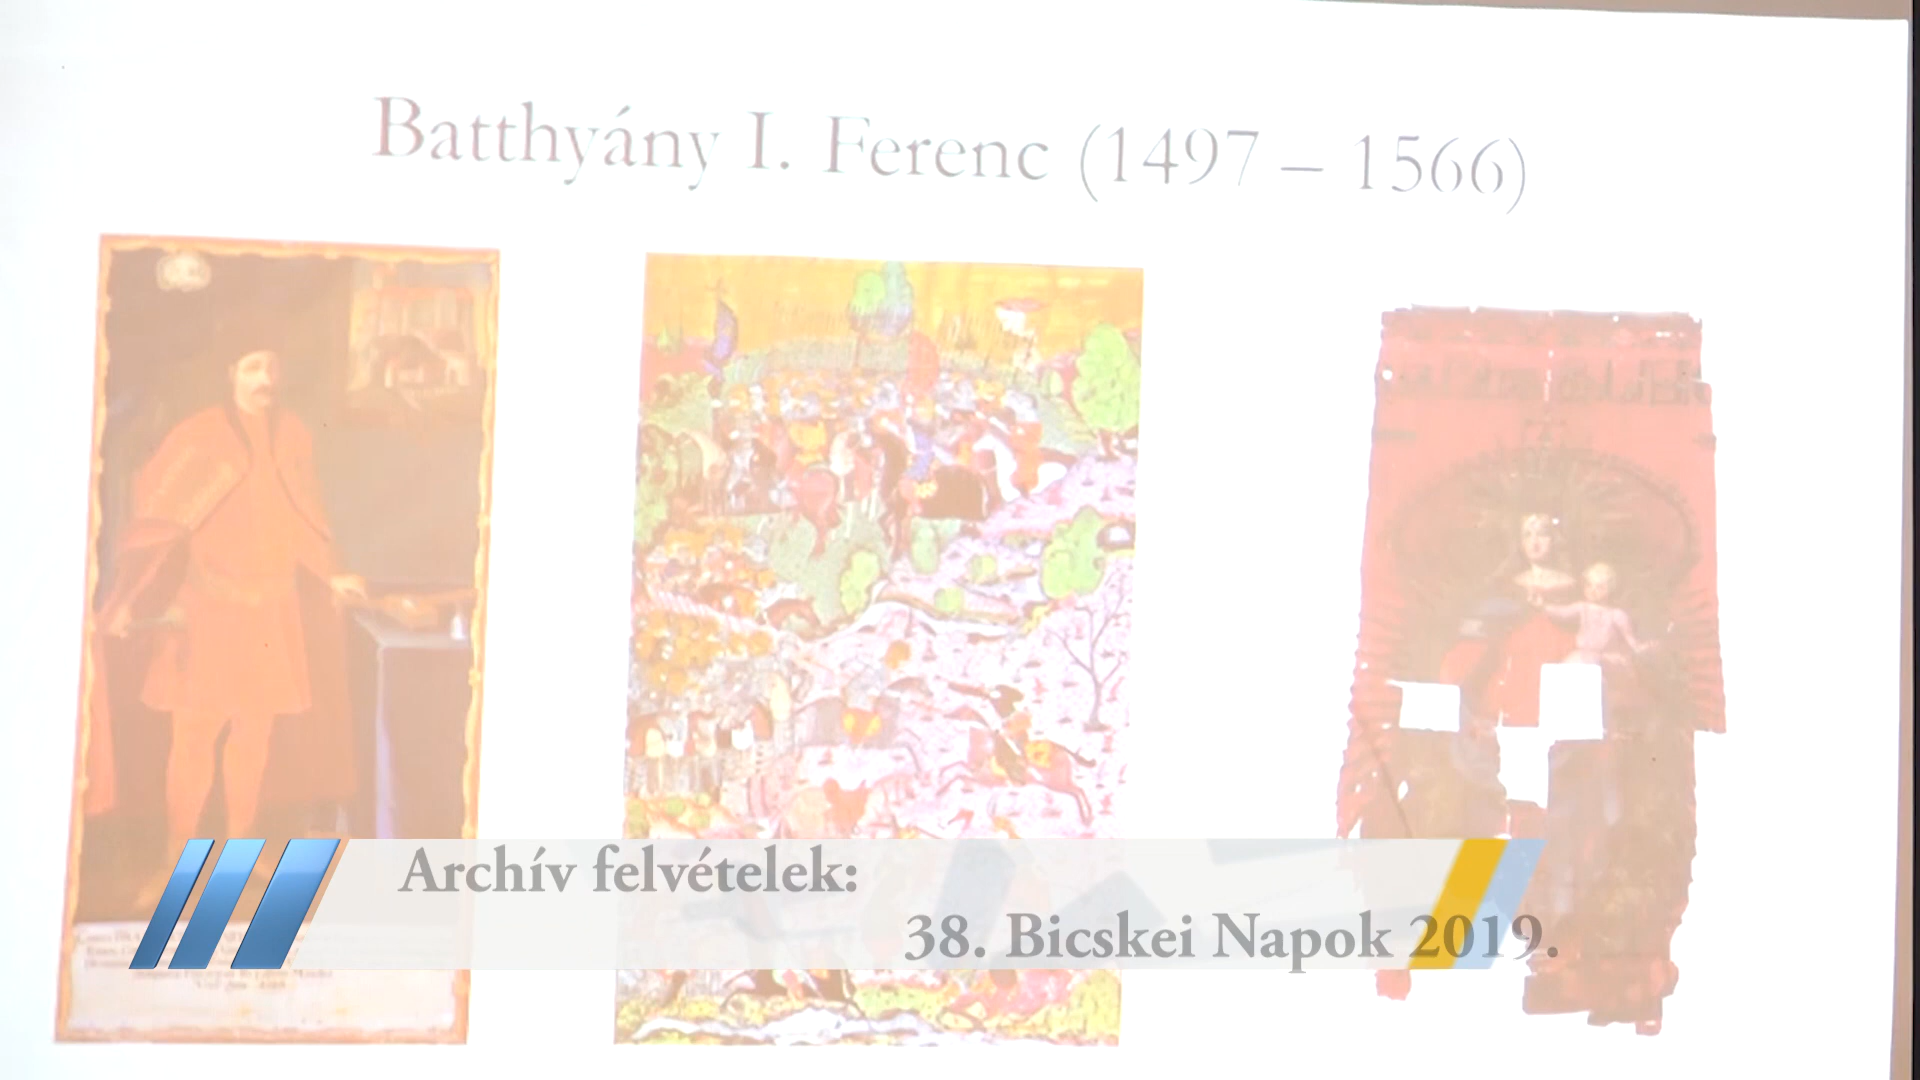 Batthyány I. Ferenc (1497 – 1566)
Archív felvételek:
38. Bicskei Napok 2019.